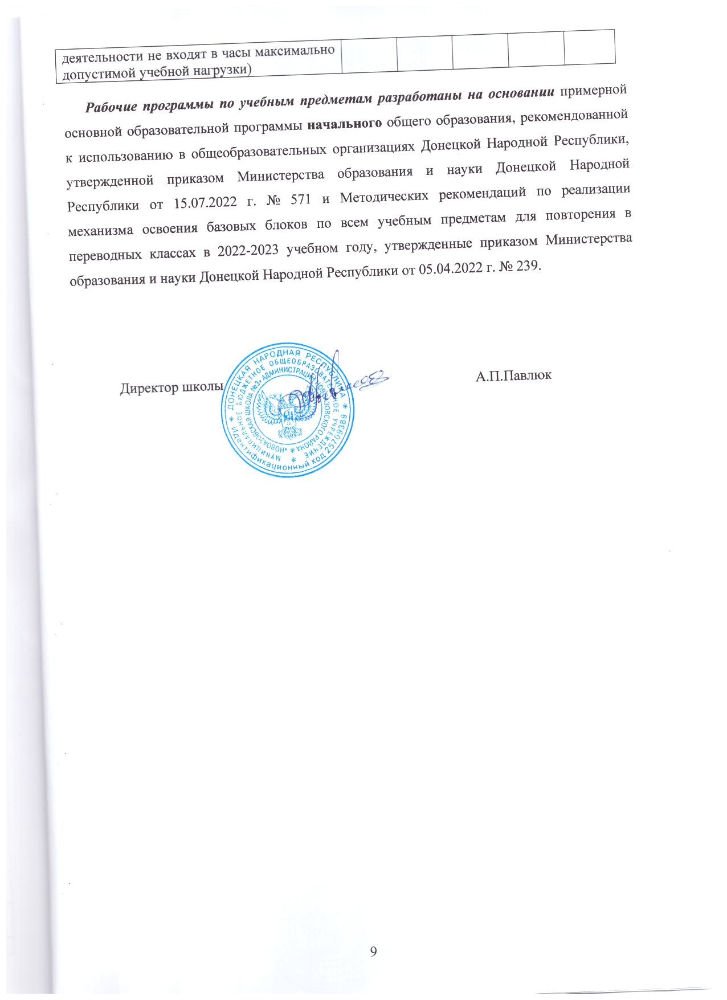 деятельности не входят в часы максимально
допустимой учебной нагрузки)
Рабочие программы по учебным предметам разработаны на основании примерной
основной образовательной программы начального общего образования, рекомендованной
к использованию в общеобразовательных организациях Донецкой Народной Республики,
утвержденной приказом Министерства образования и науки Донецкой Народной
Республики от 15.07.2022 г. № 571 и Методических рекомендаций по реализации
механизма освоения базовых блоков по всем учебным предметам для повторения в
переводных классах в 2022-2023 учебном году, утвержденные приказом Министерства
образования и науки Донецкой Народной Республики от 05.04.2022 г. № 239.
Директор школы
А.П.Павлюк
* ДОНЕЦКАЯ НАРОДНАЯ РЕСПУБЛИКА *
Идентификационный код 25709389
МУНИЦИПАЛЬНОЕ БЮДЖЕТНОЕ ОБЩЕОБРАЗОВАТЕЛЬНОЕ УЧРЕЖДЕНИЕ *
«НОВОАЗОВСКАЯ ШКОЛА №3» АДМИНИСТРАЦИИ НОВОАЗОВСКОГО РАЙОНА *
9